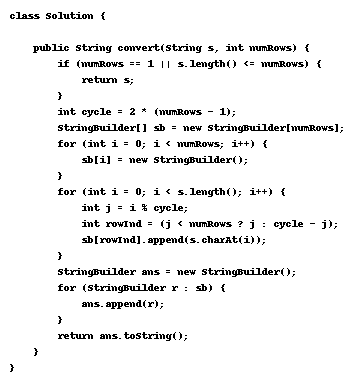 class Solution {

    public String convert(String s, int numRows) {
        if (numRows == 1 || s.length() <= numRows) {
            return s;
        }
        int cycle = 2 * (numRows - 1);
        StringBuilder[] sb = new StringBuilder[numRows];
        for (int i = 0; i < numRows; i++) {
            sb[i] = new StringBuilder();
        }
        for (int i = 0; i < s.length(); i++) {
            int j = i % cycle;
            int rowInd = (j < numRows ? j : cycle - j);
            sb[rowInd].append(s.charAt(i));
        }
        StringBuilder ans = new StringBuilder();
        for (StringBuilder r : sb) {
            ans.append(r);
        }
        return ans.toString();
    }
}